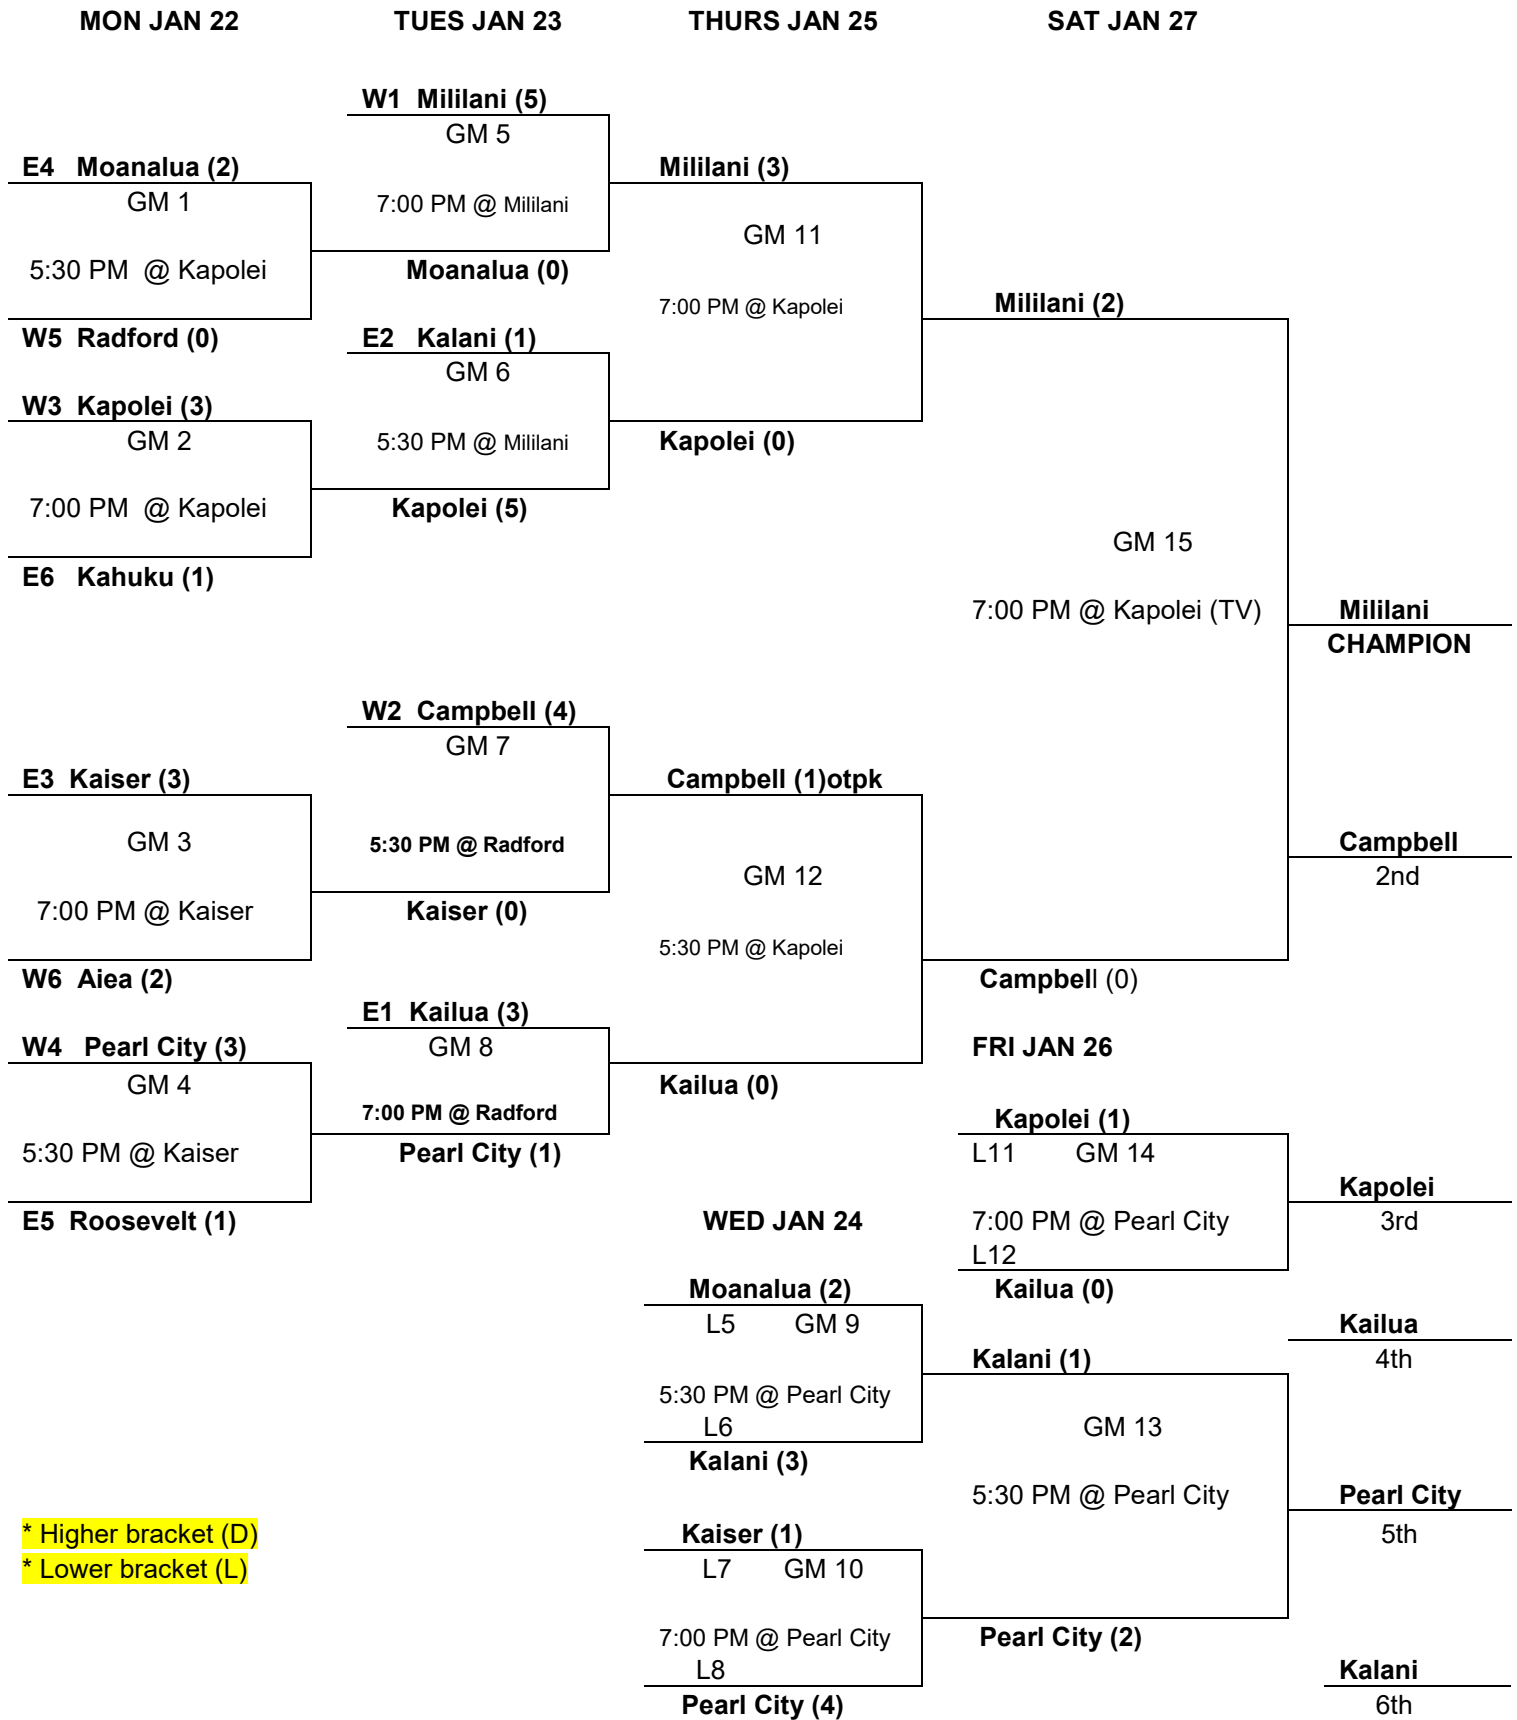 MON JAN 22 TUES JAN 23 THURS JAN 25 SAT JAN 27
W1 Mililani (5)
GM 5
E4 Moanalua (2) Mililani (3)
GM 1 7:00 PM @ Mililani
GM 11
5:30 PM @ Kapolei Moanalua (0)
7:00 PM @ Kapolei Mililani (2)
W5 Radford (0) E2 Kalani (1)
GM 6
W3 Kapolei (3)
GM 2 5:30 PM @ Mililani Kapolei (0)
7:00 PM @ Kapolei Kapolei (5)
GM 15
E6 Kahuku (1)
7:00 PM @ Kapolei (TV) Mililani
CHAMPION
W2 Campbell (4)
GM 7
E3 Kaiser (3) Campbell (1)otpk
GM 3 5:30 PM @ Radford Campbell
GM 12 2nd
7:00 PM @ Kaiser Kaiser (0)
5:30 PM @ Kapolei
W6 Aiea (2) Campbell (0)
E1 Kailua (3)
W4 Pearl City (3) GM 8 FRI JAN 26
GM 4 Kailua (0)
7:00 PM @ Radford Kapolei (1)
5:30 PM @ Kaiser Pearl City (1) L11 GM 14
Kapolei
E5 Roosevelt (1) WED JAN 24 7:00 PM @ Pearl City 3rd
L12
Moanalua (2) Kailua (0)
L5 GM 9 Kailua
Kalani (1) 4th
5:30 PM @ Pearl City
L6 GM 13
Kalani (3)
5:30 PM @ Pearl City Pearl City
* Higher bracket (D) Kaiser (1) 5th
* Lower bracket (L) L7 GM 10
7:00 PM @ Pearl City Pearl City (2)
L8 Kalani
Pearl City (4) 6th